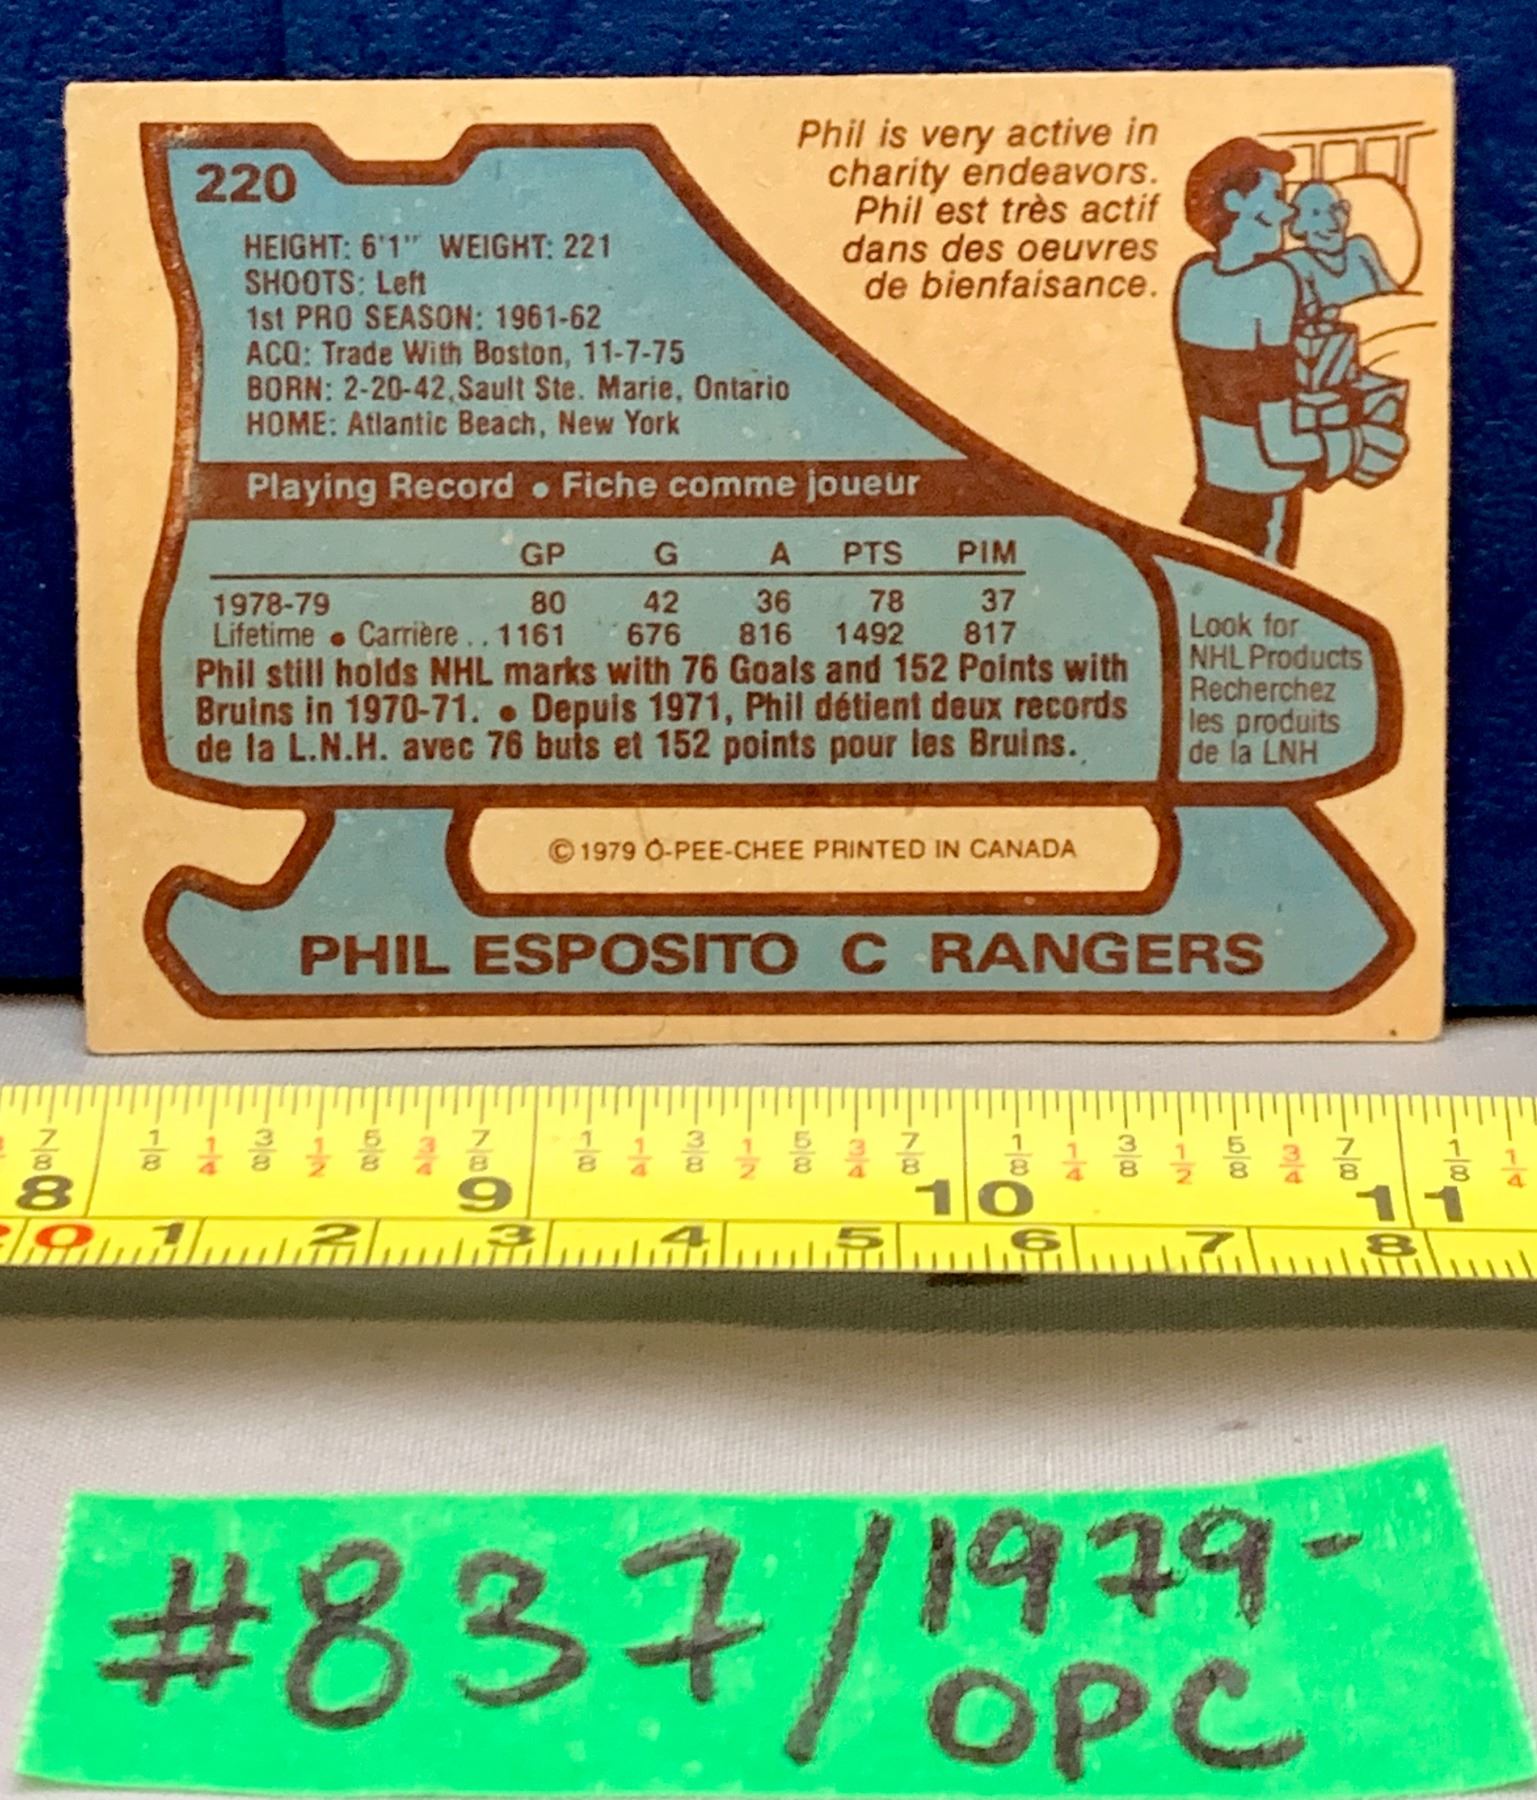 220
HEIGHT: 6'1" WEIGHT: 221
SHOOTS: Left
1st PRO SEASON: 1961-62
ACQ: Trade With Boston, 11-7-75
BORN: 2-20-42, Sault Ste. Marie, Ontario
HOME: Atlantic Beach, New York
Phil is very active in
charity endeavors.
Phil est très actif
dans des oeuvres
de bienfaisance.
Playing Record • Fiche comme joueur
GP G A PTS PIM
1978-79 80 42 36 78 37
Lifetime • Carrière .. 1161 676 816 1492 817
Phil still holds NHL marks with 76 Goals and 152 Points with
Bruins in 1970-71. • Depuis 1971, Phil détient deux records
de la L.N.H. avec 76 buts et 152 points pour les Bruins.
Look for
NHL Products
Recherchez
les produits
de la LNH
© 1979 O-PEE-CHEE PRINTED IN CANADA
PHIL ESPOSITO C RANGERS
7/8 1/8 1/4 3/8 1/2 5/8 3/4 7/8 1/8 1/4 3/8 1/2 5/8 3/4 7/8 1/8 1/4 3/8 1/2 5/8 3/4 7/8 1/8 1/4
8 9 10 11
20 1 2 3 4 5 6 7 8
#837/1979-
OPC